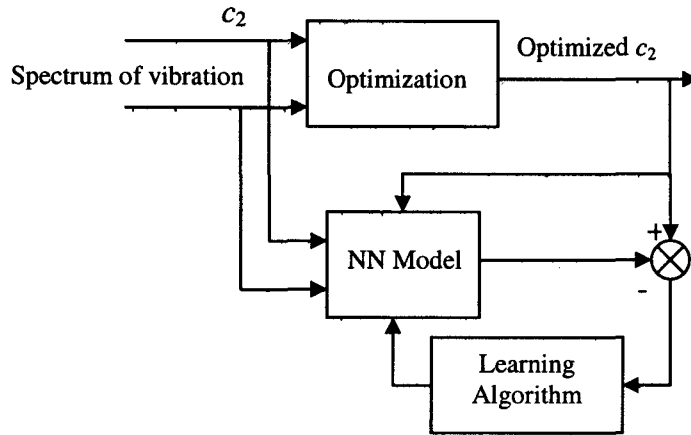 c₂
Optimized c₂
Spectrum of vibration
Optimization
+
NN Model
-
Learning
Algorithm